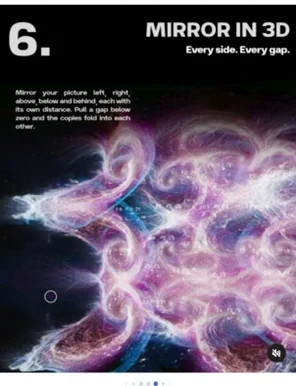 6.
MIRROR IN 3D
Every side. Every gap.
Mirror your picture left, right,
above, below and behind, each with
its own distance. Pull a gap below
zero and the copies fold into each
other.